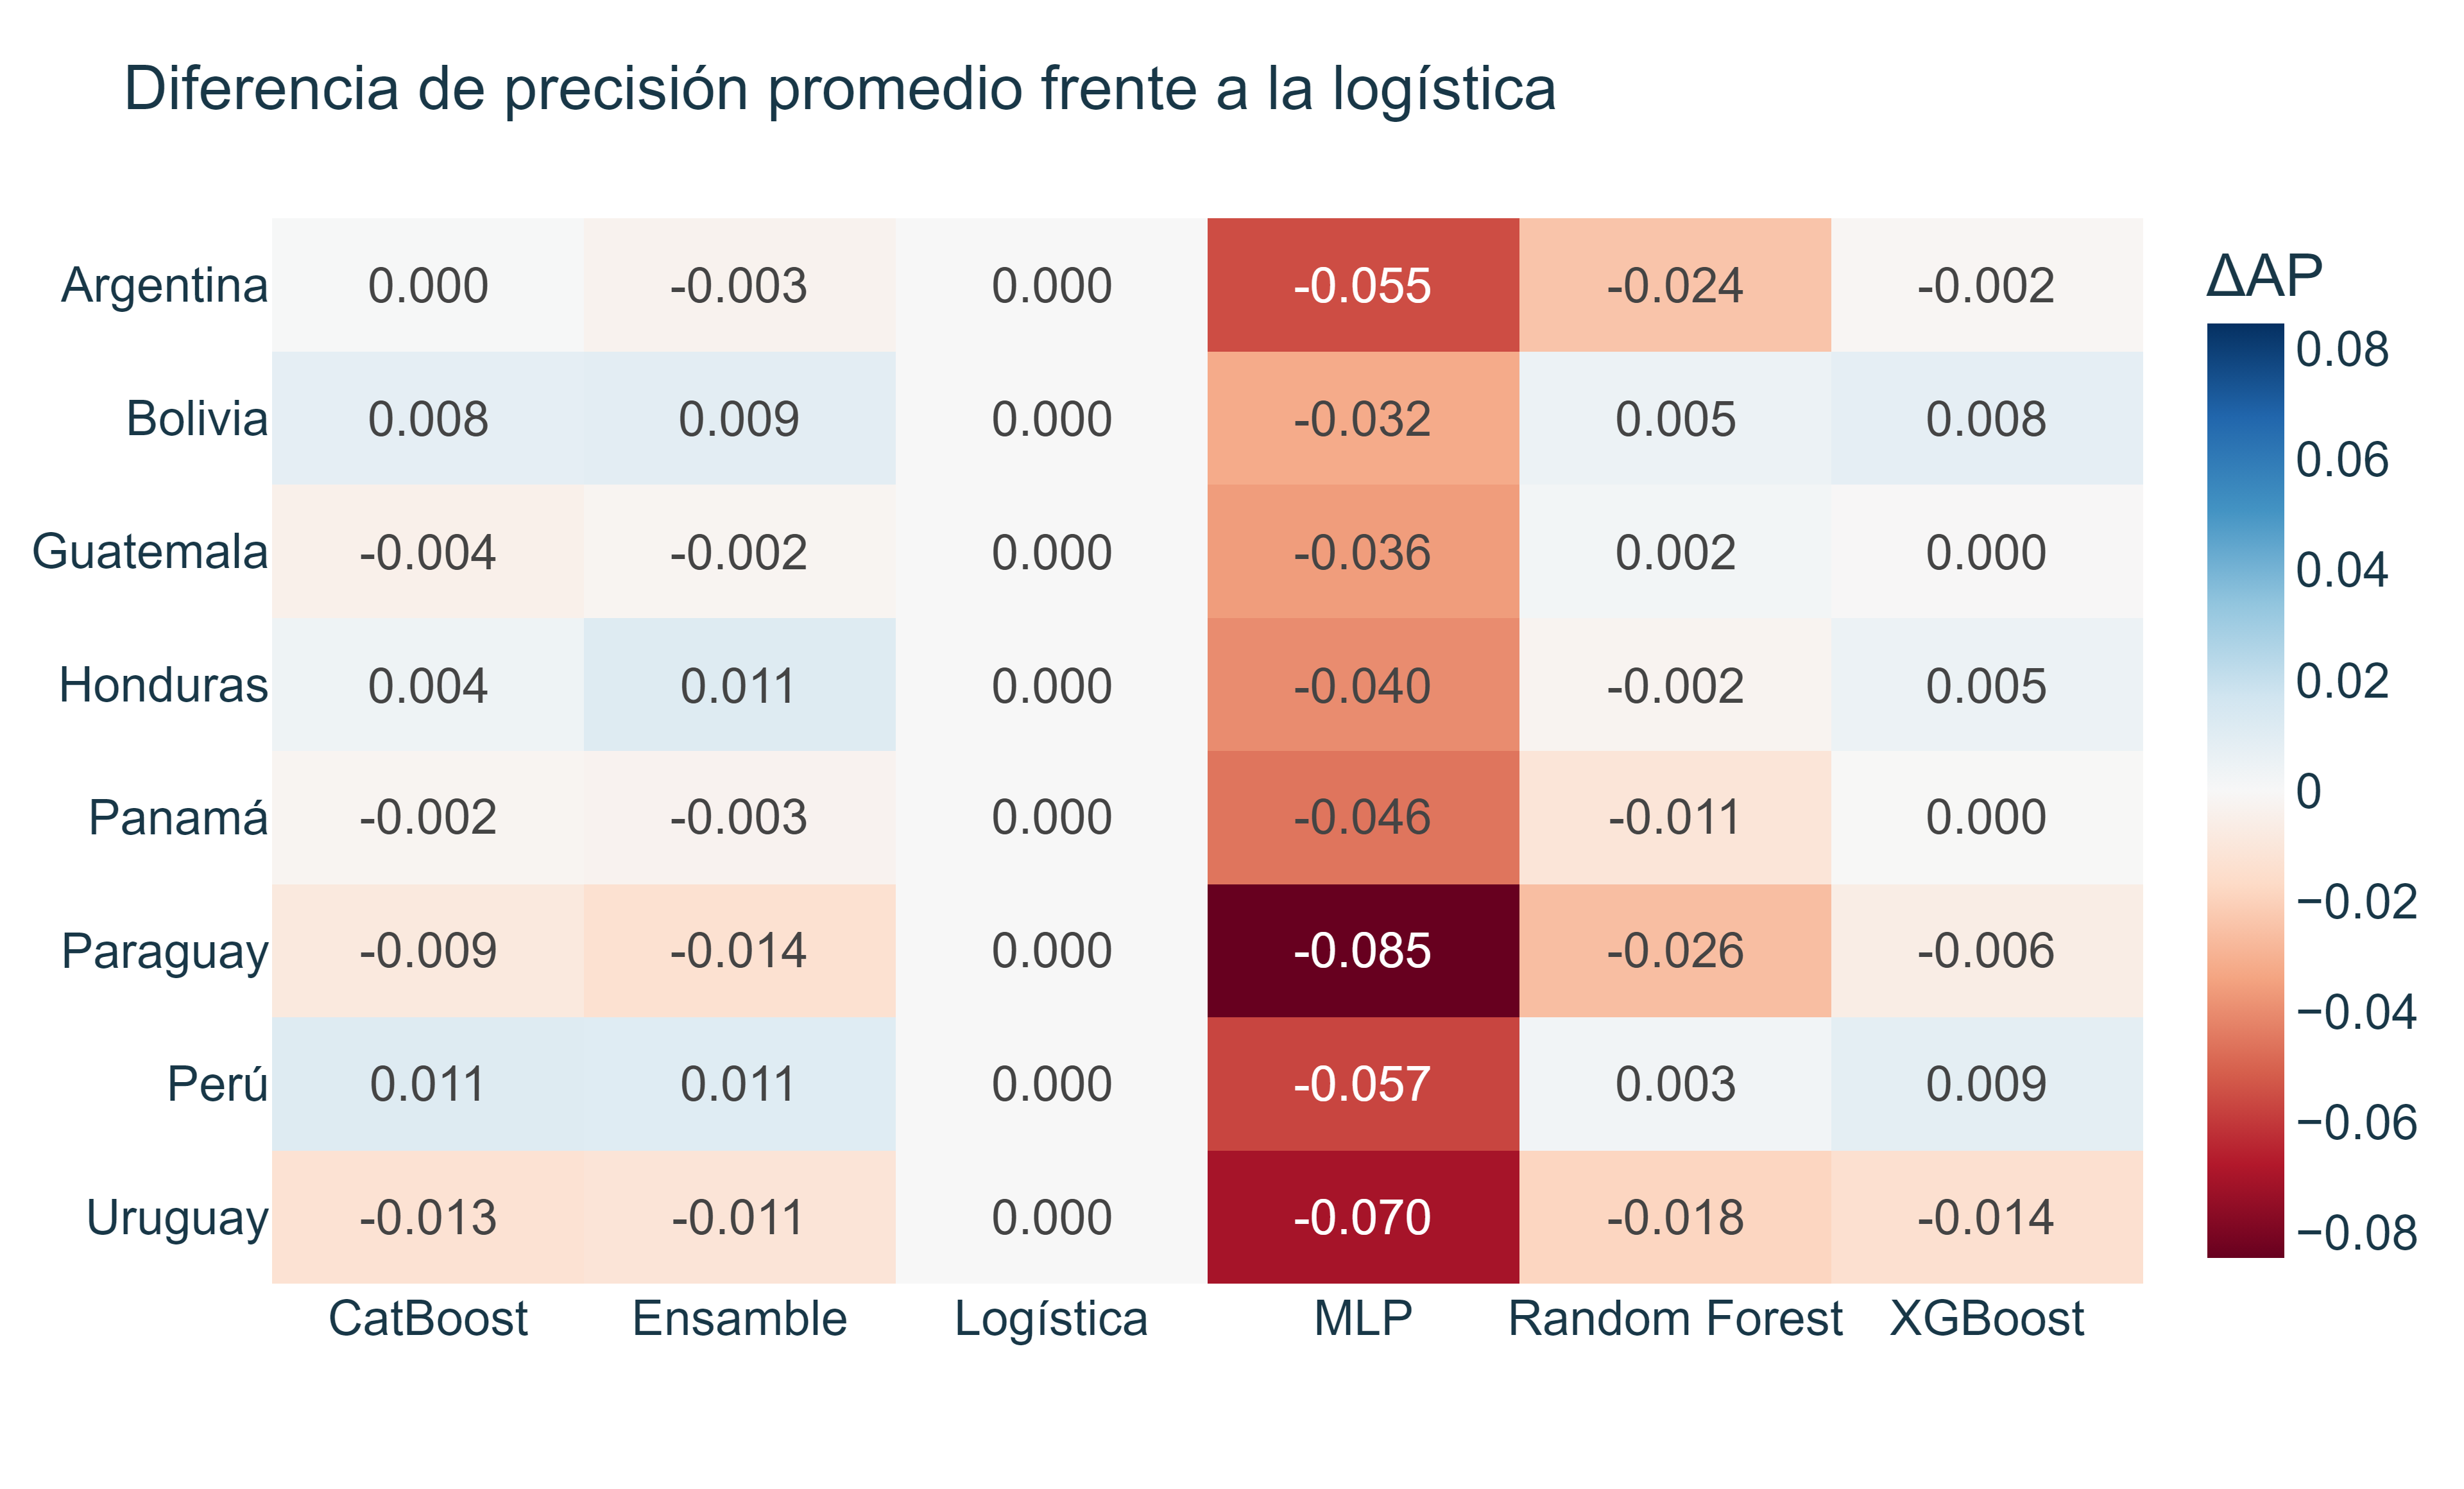 Diferencia de precisión promedio frente a la logística
Argentina 0.000 -0.003 0.000 -0.055 -0.024 -0.002
Bolivia 0.008 0.009 0.000 -0.032 0.005 0.008
Guatemala -0.004 -0.002 0.000 -0.036 0.002 0.000
Honduras 0.004 0.011 0.000 -0.040 -0.002 0.005
Panamá -0.002 -0.003 0.000 -0.046 -0.011 0.000
Paraguay -0.009 -0.014 0.000 -0.085 -0.026 -0.006
Perú 0.011 0.011 0.000 -0.057 0.003 0.009
Uruguay -0.013 -0.011 0.000 -0.070 -0.018 -0.014
CatBoost Ensamble Logística MLP Random Forest XGBoost
ΔAP
0.08
0.06
0.04
0.02
0
−0.02
−0.04
−0.06
−0.08